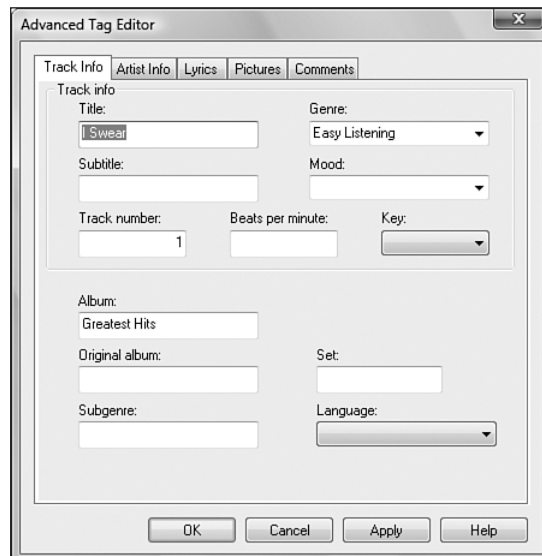 Advanced Tag Editor
X
Track Info Artist Info Lyrics Pictures Comments
Track info
Title: Genre:
I Swear Easy Listening
Subtitle: Mood:
Track number: Beats per minute: Key:
1
Album:
Greatest Hits
Original album: Set:
Subgenre: Language:
OK Cancel Apply Help